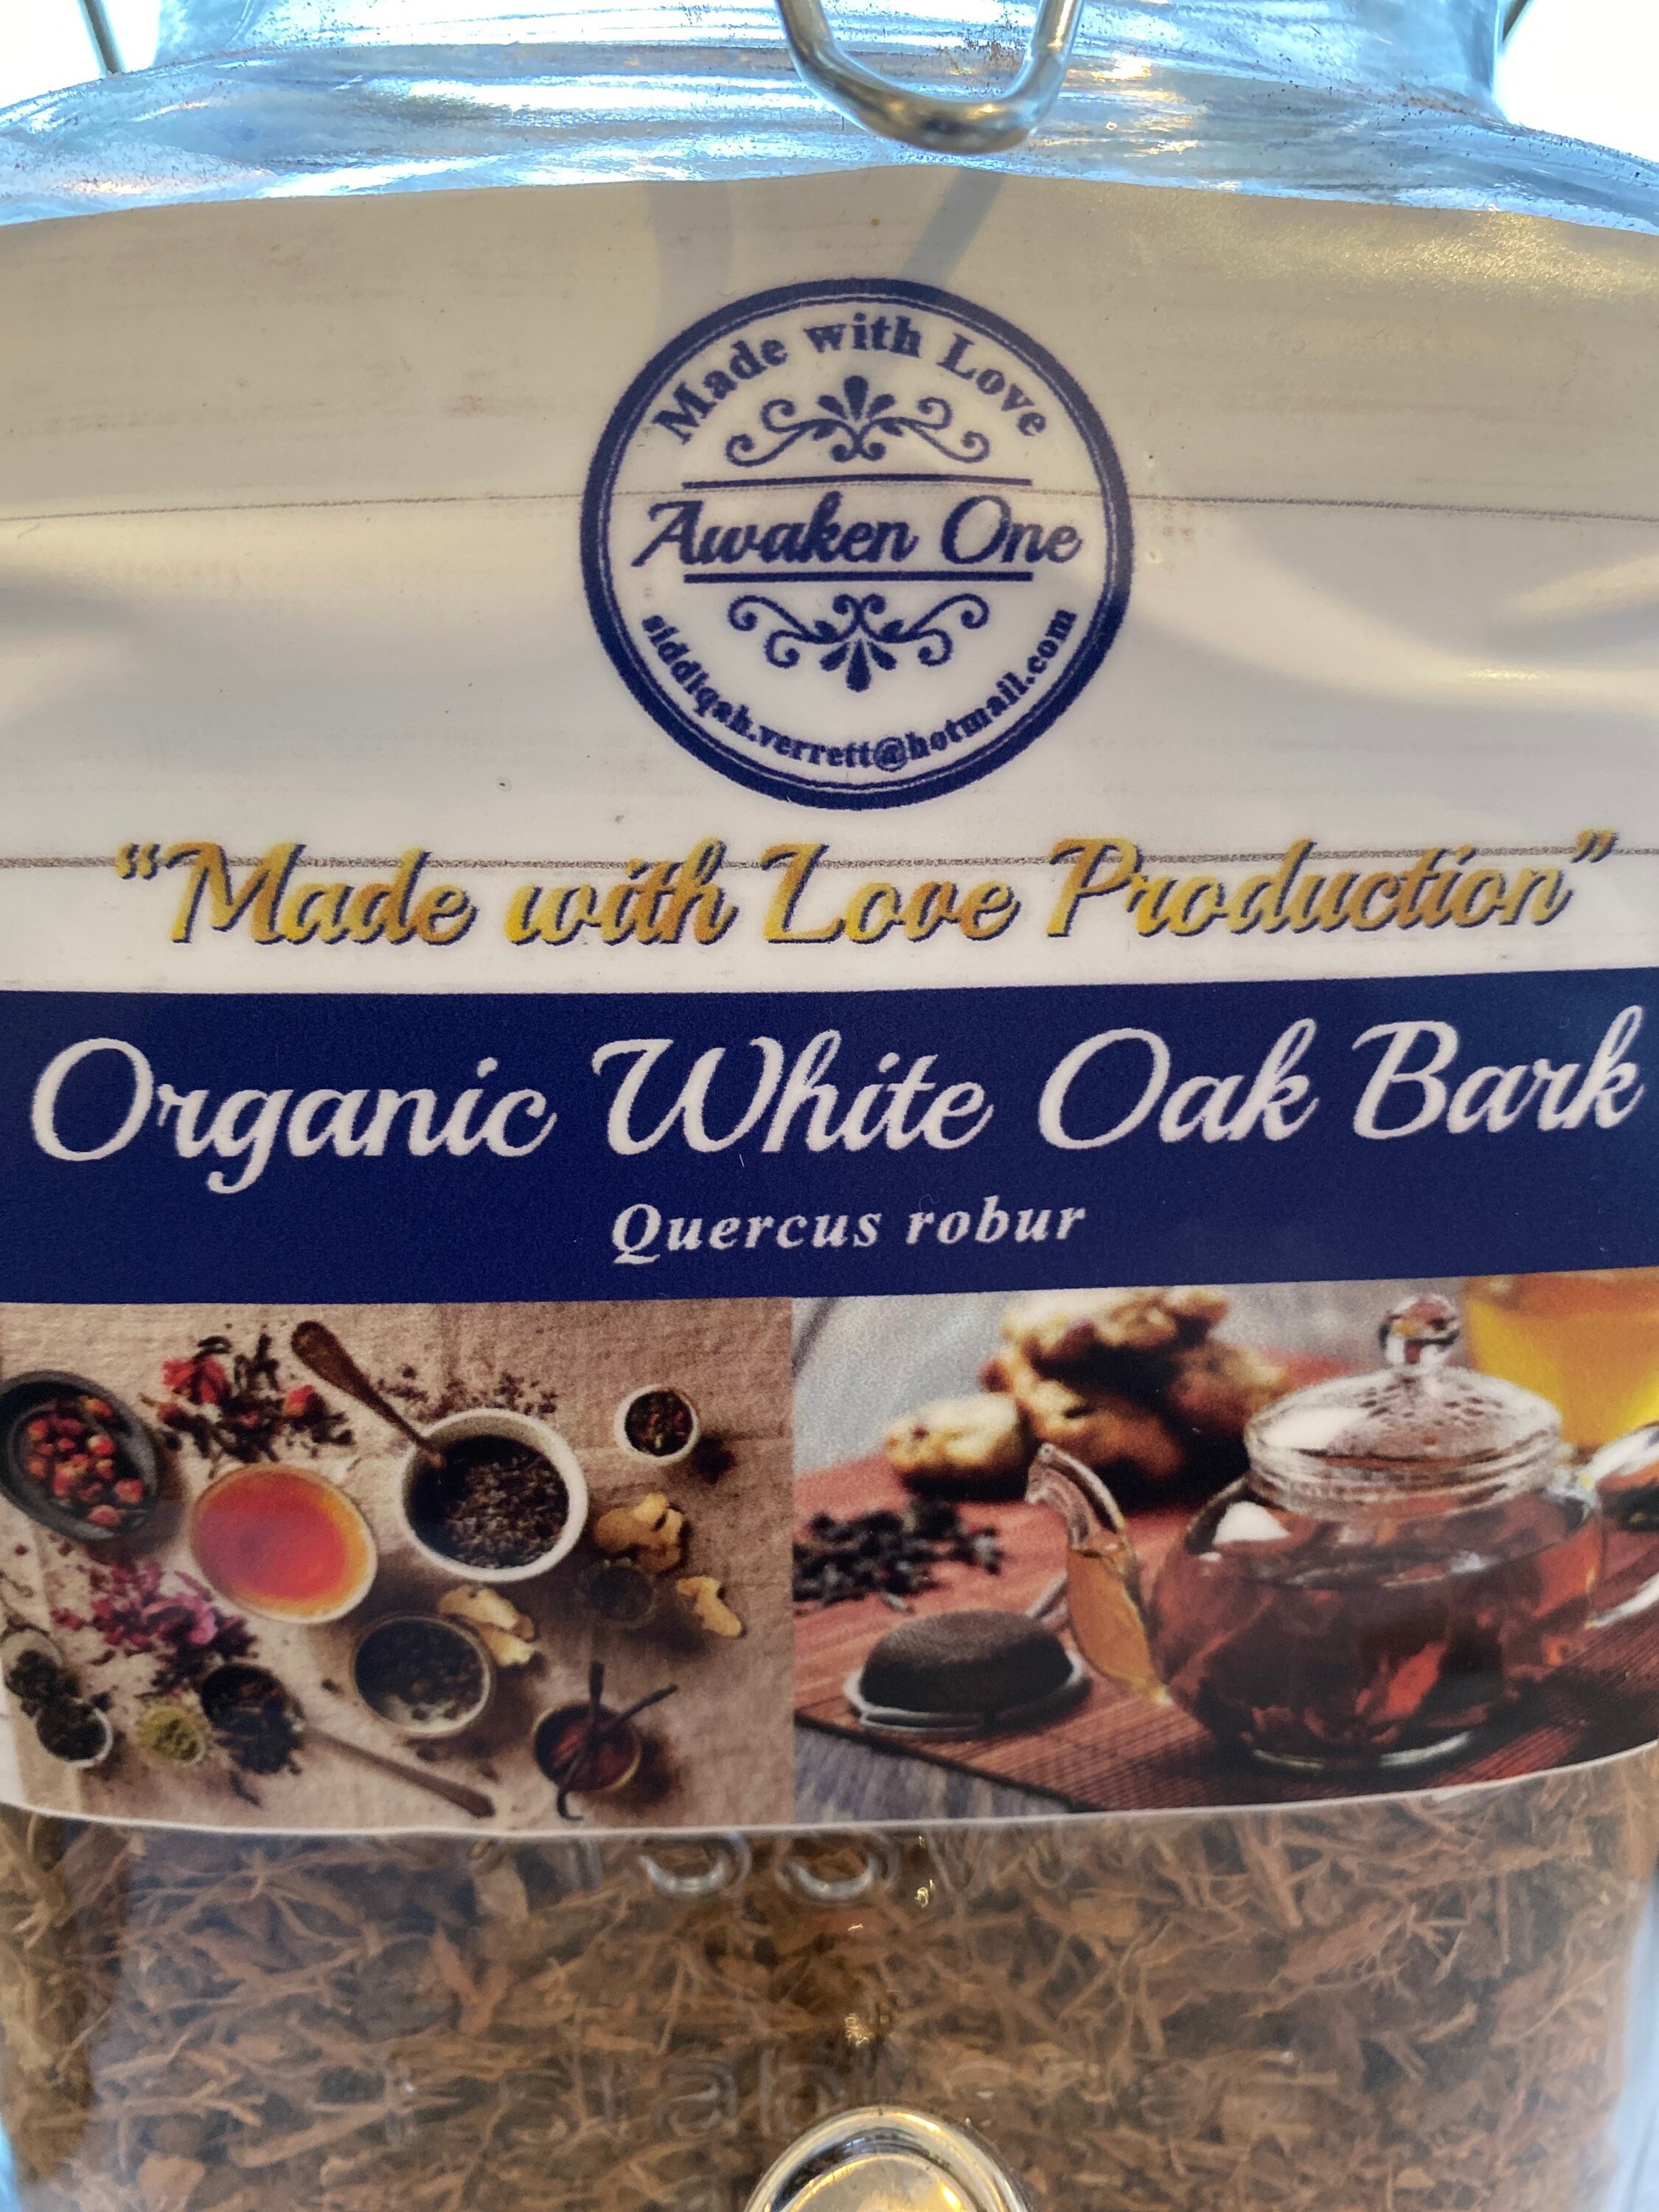 Made with Love
Awaken One
siddiqah.verrett@hotmail.com
“Made with Love Production”
Organic White Oak Bark
Quercus robur